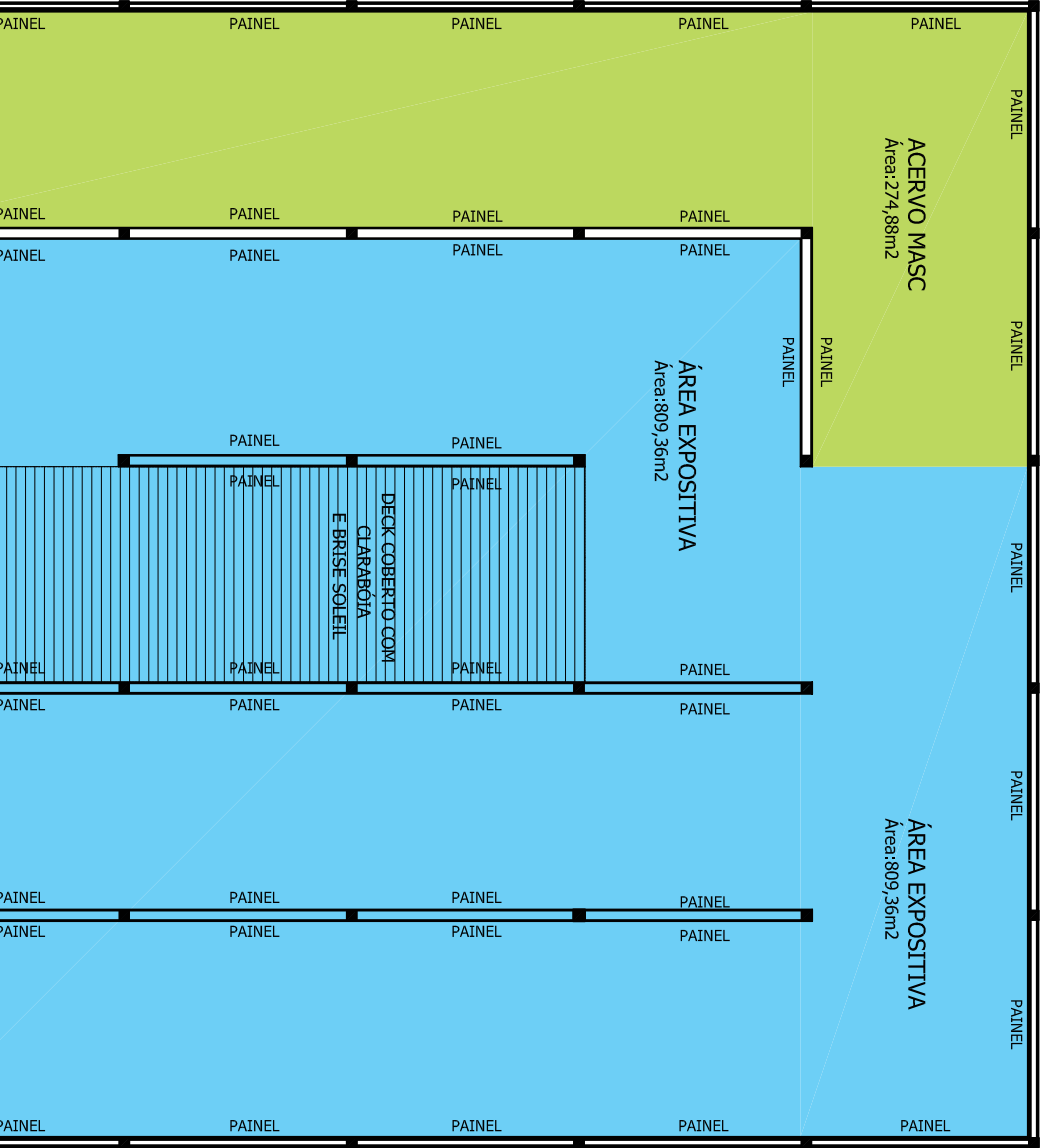 PAINEL PAINEL PAINEL PAINEL PAINEL
PAINEL
ACERVO MASC
Área:274,88m2
PAINEL PAINEL PAINEL PAINEL
PAINEL PAINEL PAINEL PAINEL
PAINEL PAINEL PAINEL
ÁREA EXPOSITIVA
Área:809,36m2
PAINEL PAINEL
PAINEL PAINEL
DECK COBERTO COM
CLARABÓIA
E BRISE SOLEIL
PAINEL
PAINEL PAINEL PAINEL PAINEL
PAINEL PAINEL PAINEL PAINEL
PAINEL
ÁREA EXPOSITIVA
Área:809,36m2
PAINEL PAINEL PAINEL PAINEL
PAINEL PAINEL PAINEL PAINEL
PAINEL
PAINEL PAINEL PAINEL PAINEL PAINEL